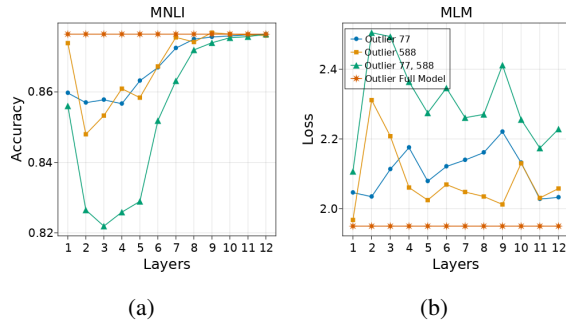 MNLI
Accuracy
0.86
0.84
0.82
1 2 3 4 5 6 7 8 9 10 11 12
Layers
(a)
MLM
Outlier 77
Outlier 588
Outlier 77, 588
Outlier Full Model
Loss
2.4
2.2
2.0
1 2 3 4 5 6 7 8 9 10 11 12
Layers
(b)